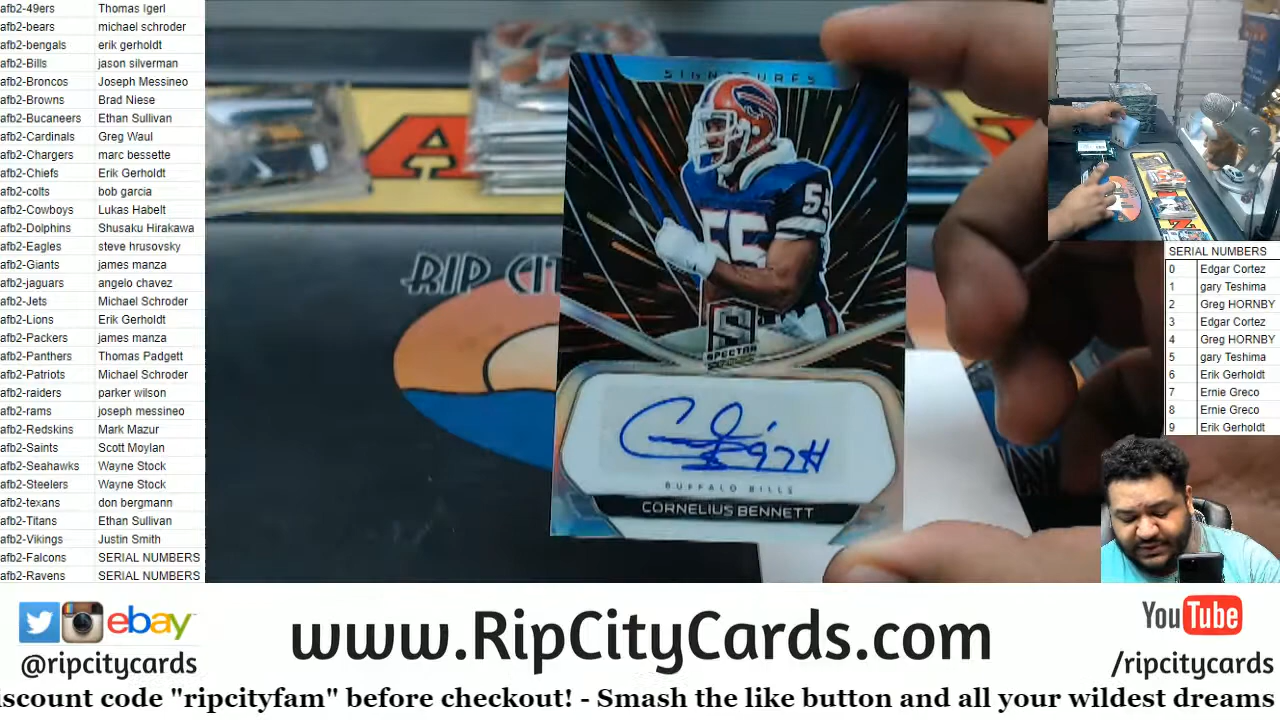 afb2-49ers Thomas Igerl
afb2-bears michael schroder
afb2-bengals erik gerholdt
afb2-Bills jason silverman
afb2-Broncos Joseph Messineo
afb2-Browns Brad Niese
afb2-Bucaneers Ethan Sullivan
afb2-Cardinals Greg Waul
afb2-Chargers marc bessette
afb2-Chiefs Erik Gerholdt
afb2-colts bob garcia
afb2-Cowboys Lukas Habelt
afb2-Dolphins Shusaku Hirakawa
afb2-Eagles steve hrusovsky
afb2-Giants james manza
afb2-jaguars angelo chavez
afb2-Jets Michael Schroder
afb2-Lions Erik Gerholdt
afb2-Packers james manza
afb2-Panthers Thomas Padgett
afb2-Patriots Michael Schroder
afb2-raiders parker wilson
afb2-rams joseph messineo
afb2-Redskins Mark Mazur
afb2-Saints Scott Moylan
afb2-Seahawks Wayne Stock
afb2-Steelers Wayne Stock
afb2-texans don bergmann
afb2-Titans Ethan Sullivan
afb2-Vikings Justin Smith
afb2-Falcons SERIAL NUMBERS
afb2-Ravens SERIAL NUMBERS
SIGNATURES
55
55
RIP
S
SPECTRA
97
BUFFALO BILLS
CORNELIUS BENNETT
SERIAL NUMBERS
0 Edgar Cortez
1 gary Teshima
2 Greg HORNBY
3 Edgar Cortez
4 Greg HORNBY
5 gary Teshima
6 Erik Gerholdt
7 Ernie Greco
8 Ernie Greco
9 Erik Gerholdt
ebay
@ripcitycards
www.RipCityCards.com
YouTube
/ripcitycards
iscount code "ripcityfam" before checkout! - Smash the like button and all your wildest dreams